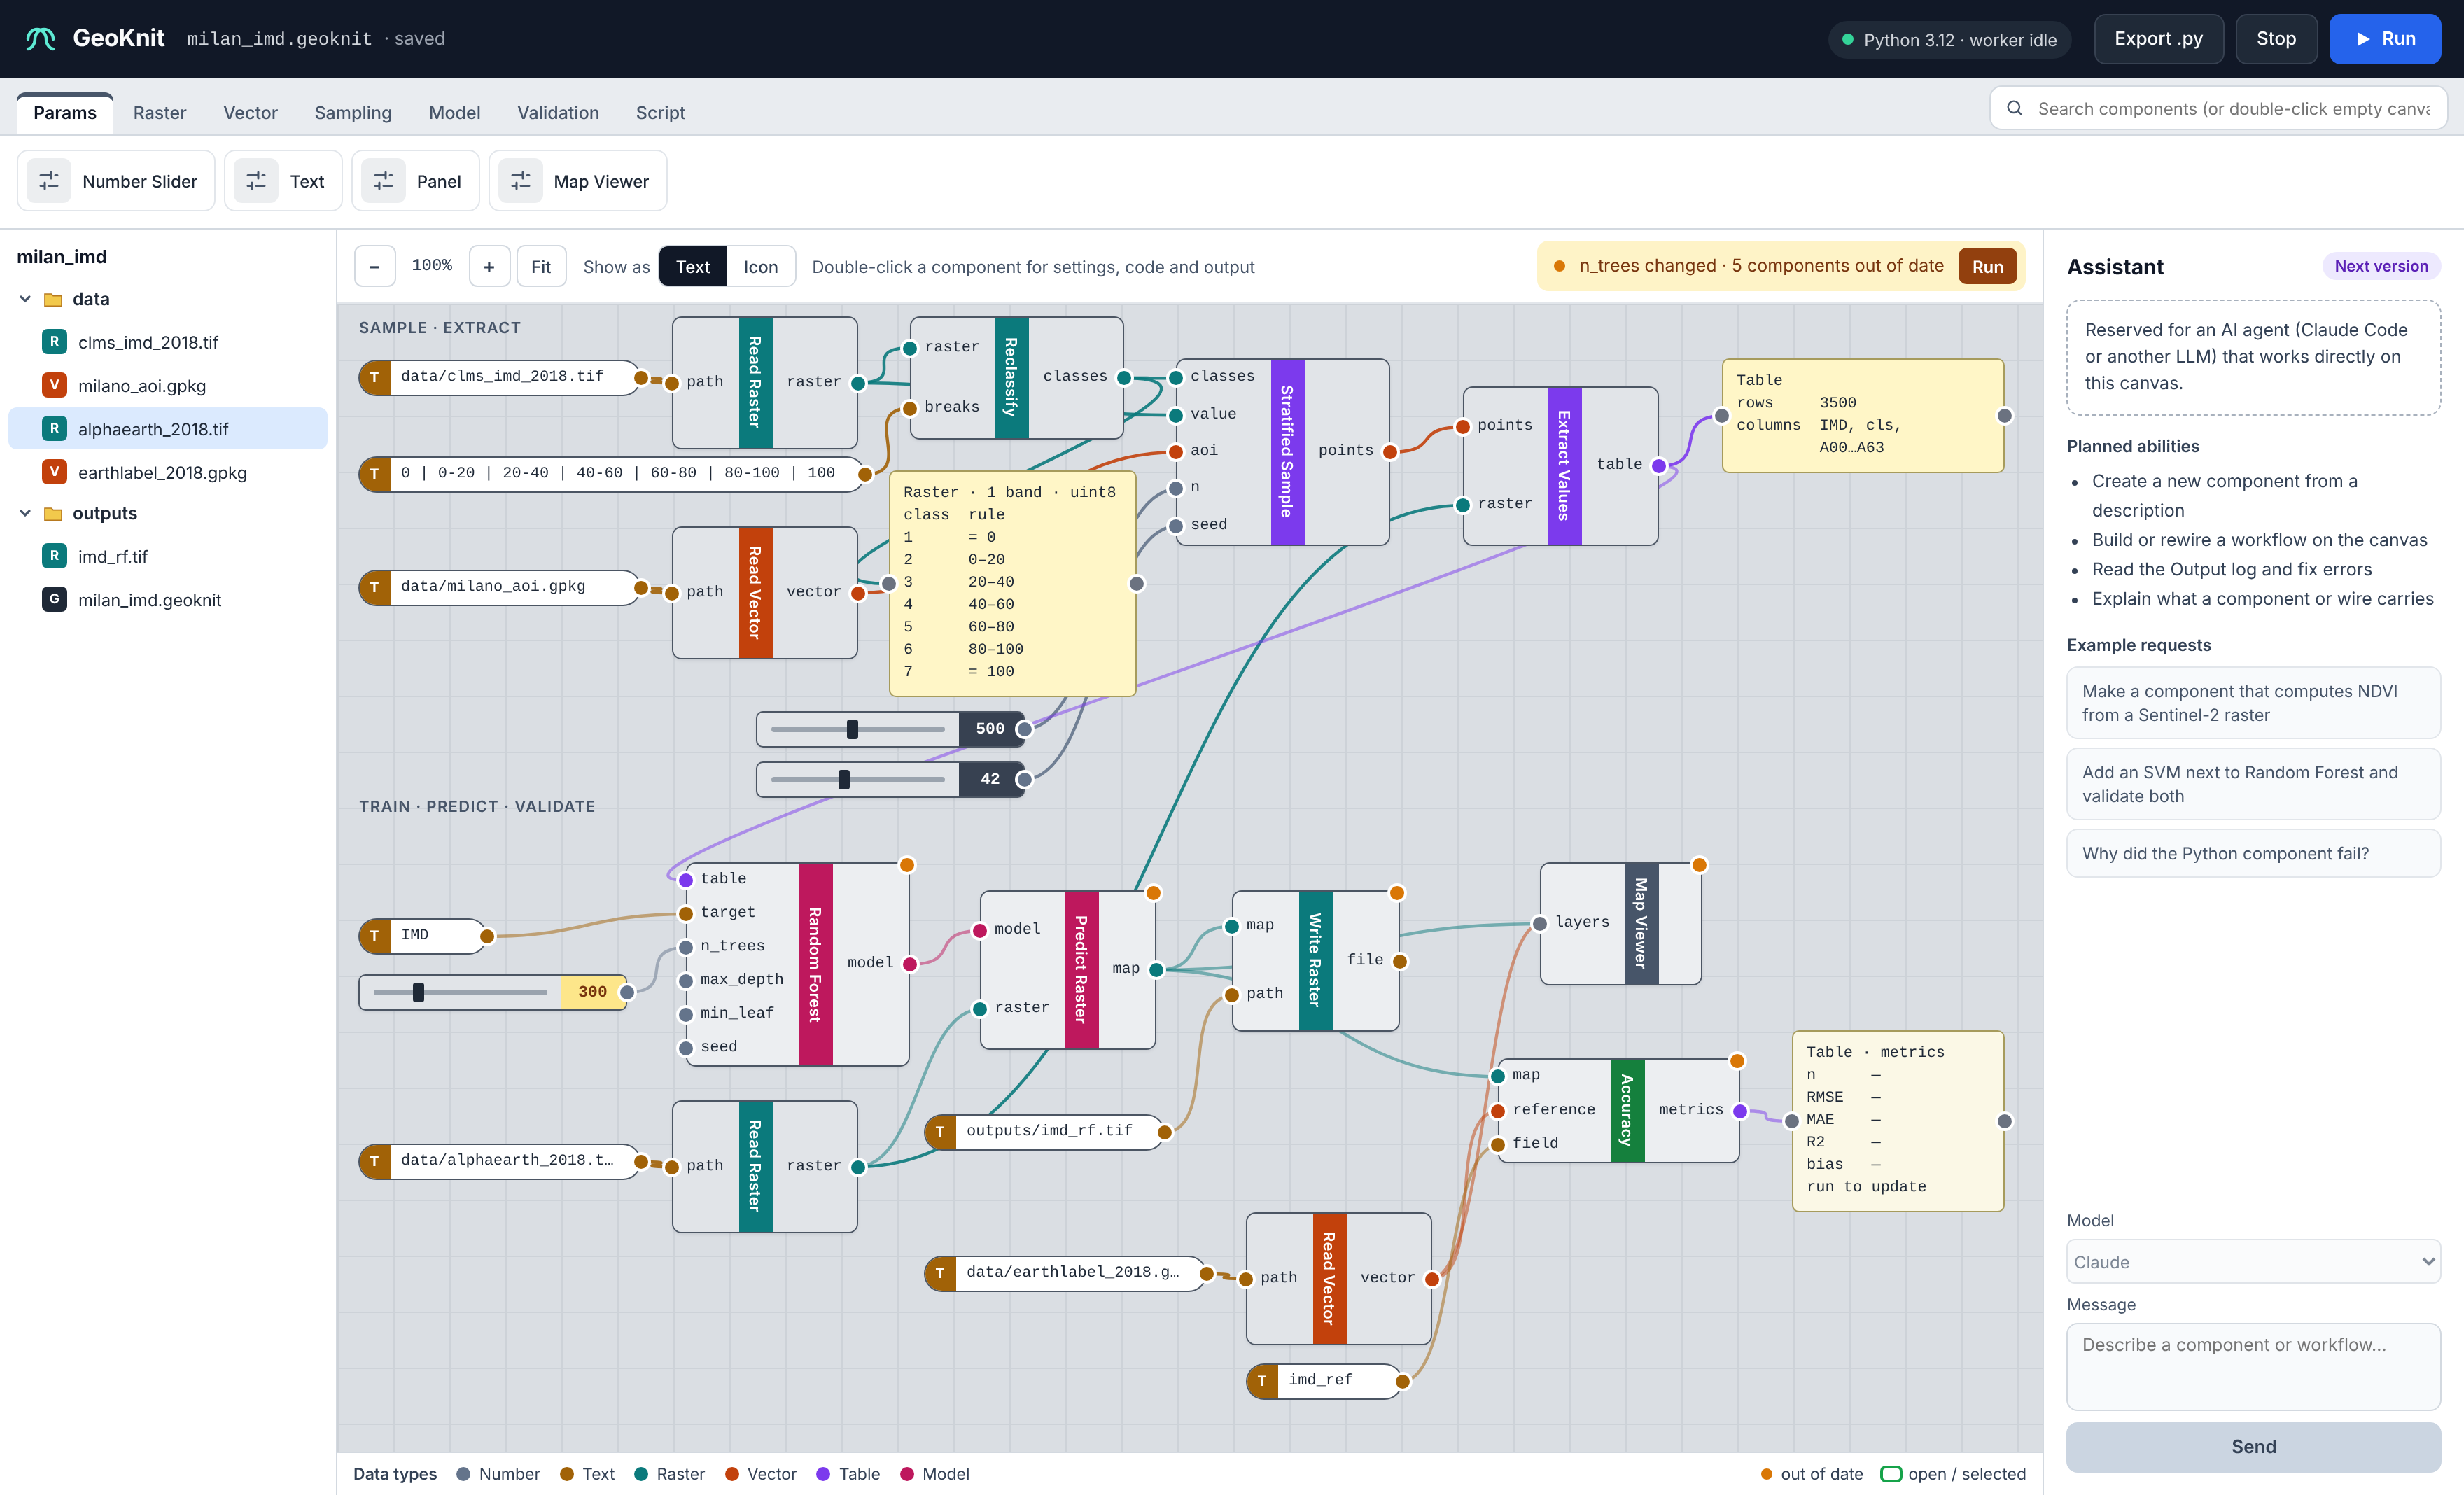 GeoKnit milan_imd.geoknit · saved
Python 3.12 · worker idle
Export .py
Stop
Run
Params Raster Vector Sampling Model Validation Script
Search components (or double-click empty canva
Number Slider
Text
Panel
Map Viewer
milan_imd
data
R clms_imd_2018.tif
V milano_aoi.gpkg
R alphaearth_2018.tif
V earthlabel_2018.gpkg
outputs
R imd_rf.tif
G milan_imd.geoknit
− 100% + Fit Show as Text Icon Double-click a component for settings, code and output
n_trees changed · 5 components out of date Run
SAMPLE · EXTRACT
T data/clms_imd_2018.tif
path Read Raster raster
raster
breaks
Reclassify
classes
T 0 | 0-20 | 20-40 | 40-60 | 60-80 | 80-100 | 100
T data/milano_aoi.gpkg
path Read Vector vector
Raster · 1 band · uint8
class rule
1 = 0
2 0–20
3 20–40
4 40–60
5 60–80
6 80–100
7 = 100
classes
value
aoi
n
seed
Stratified Sample
points
points
raster
Extract Values
table
Table
rows 3500
columns IMD, cls,
A00…A63
500
42
TRAIN · PREDICT · VALIDATE
T IMD
300
table
target
n_trees
max_depth
min_leaf
seed
Random Forest
model
model
raster
Predict Raster
map
map
path
Write Raster
file
layers
Map Viewer
T data/alphaearth_2018.t…
path Read Raster raster
T outputs/imd_rf.tif
map
reference
field
Accuracy
metrics
Table · metrics
n —
RMSE —
MAE —
R2 —
bias —
run to update
T data/earthlabel_2018.g…
path Read Vector vector
T imd_ref
Data types Number Text Raster Vector Table Model
out of date open / selected
Assistant Next version
Reserved for an AI agent (Claude Code
or another LLM) that works directly on
this canvas.
Planned abilities
• Create a new component from a
description
• Build or rewire a workflow on the canvas
• Read the Output log and fix errors
• Explain what a component or wire carries
Example requests
Make a component that computes NDVI
from a Sentinel-2 raster
Add an SVM next to Random Forest and
validate both
Why did the Python component fail?
Model
Claude
Message
Describe a component or workflow...
Send